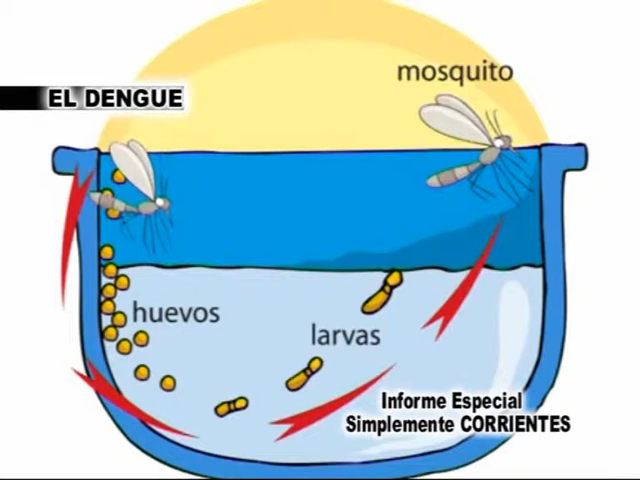 mosquito
EL DENGUE
huevos
larvas
Informe Especial
Simplemente CORRIENTES